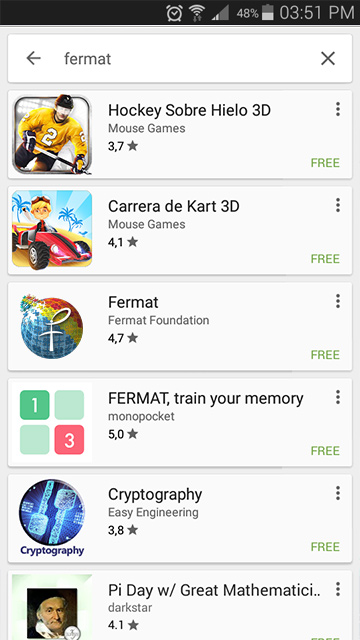 48% 03:51 PM
fermat
Hockey Sobre Hielo 3D
Mouse Games
3,7
FREE
2
Carrera de Kart 3D
Mouse Games
4,1
FREE
Fermat
Fermat Foundation
4,7
FREE
1
3
FERMAT, train your memory
monopocket
5,0
FREE
Cryptography
Cryptography
Easy Engineering
3,8
FREE
Pi Day w/ Great Mathematici..
darkstar
4.1